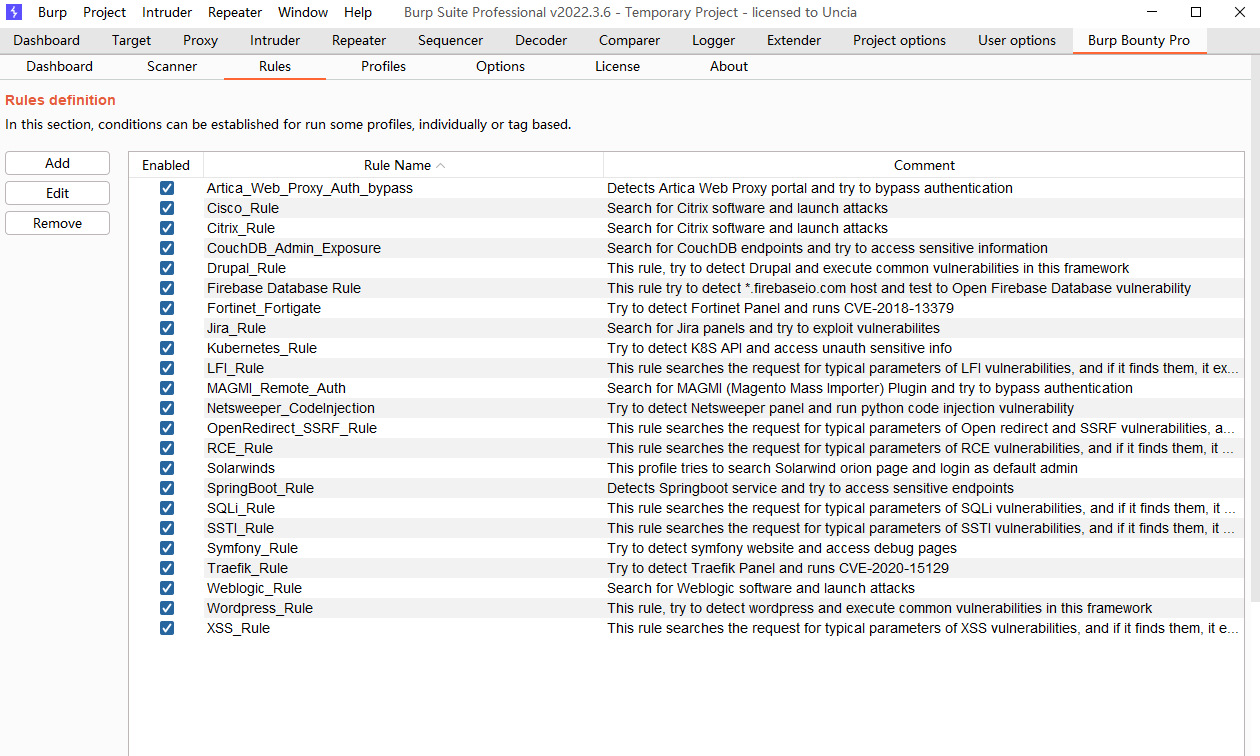 Burp Project Intruder Repeater Window Help Burp Suite Professional v2022.3.6 - Temporary Project - licensed to Uncia
Dashboard Target Proxy Intruder Repeater Sequencer Decoder Comparer Logger Extender Project options User options Burp Bounty Pro
Dashboard Scanner Rules Profiles Options License About
Rules definition
In this section, conditions can be established for run some profiles, individually or tag based.
Add
Edit
Remove
Enabled Rule Name Comment
Artica_Web_Proxy_Auth_bypass Detects Artica Web Proxy portal and try to bypass authentication
Cisco_Rule Search for Citrix software and launch attacks
Citrix_Rule Search for Citrix software and launch attacks
CouchDB_Admin_Exposure Search for CouchDB endpoints and try to access sensitive information
Drupal_Rule This rule, try to detect Drupal and execute common vulnerabilities in this framework
Firebase Database Rule This rule try to detect *.firebaseio.com host and test to Open Firebase Database vulnerability
Fortinet_Fortigate Try to detect Fortinet Panel and runs CVE-2018-13379
Jira_Rule Search for Jira panels and try to exploit vulnerabilites
Kubernetes_Rule Try to detect K8S API and access unauth sensitive info
LFI_Rule This rule searches the request for typical parameters of LFI vulnerabilities, and if it finds them, it ex...
MAGMI_Remote_Auth Search for MAGMI (Magento Mass Importer) Plugin and try to bypass authentication
Netsweeper_CodeInjection Try to detect Netsweeper panel and run python code injection vulnerability
OpenRedirect_SSRF_Rule This rule searches the request for typical parameters of Open redirect and SSRF vulnerabilities, a...
RCE_Rule This rule searches the request for typical parameters of RCE vulnerabilities, and if it finds them, it ...
Solarwinds This profile tries to search Solarwind orion page and login as default admin
SpringBoot_Rule Detects Springboot service and try to access sensitive endpoints
SQLi_Rule This rule searches the request for typical parameters of SQLi vulnerabilities, and if it finds them, it ...
SSTI_Rule This rule searches the request for typical parameters of SSTI vulnerabilities, and if it finds them, it ...
Symfony_Rule Try to detect symfony website and access debug pages
Traefik_Rule Try to detect Traefik Panel and runs CVE-2020-15129
Weblogic_Rule Search for Weblogic software and launch attacks
Wordpress_Rule This rule, try to detect wordpress and execute common vulnerabilities in this framework
XSS_Rule This rule searches the request for typical parameters of XSS vulnerabilities, and if it finds them, it e...